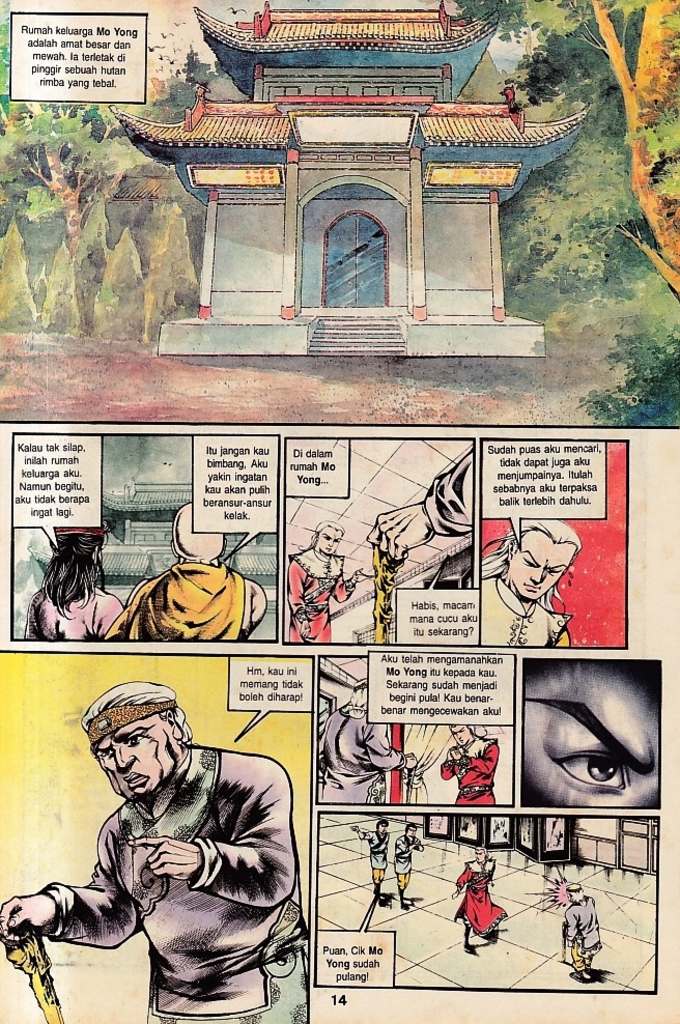 Rumah keluarga Mo Yong
adalah amat besar dan
mewah. Ia terletak di
pinggir sebuah hutan
rimba yang tebal.
Kalau tak silap,
inilah rumah
keluarga aku.
Namun begitu,
aku tidak berapa
ingat lagi.
Itu jangan kau
bimbang, Aku
yakin ingatan
kau akan pulih
beransur-ansur
kelak.
Di dalam
rumah Mo
Yong...
Habis, macam
mana cucu aku
itu sekarang?
Sudah puas aku mencari,
tidak dapat juga aku
menjumpainya. Itulah
sebabnya aku terpaksa
balik terlebih dahulu.
Hm, kau ini
memang tidak
boleh diharap!
Aku telah mengamanahkan
Mo Yong itu kepada kau.
Sekarang sudah menjadi
begini pula! Kau benar-
benar mengecewakan aku!
Puan, Cik Mo
Yong sudah
pulang!
14